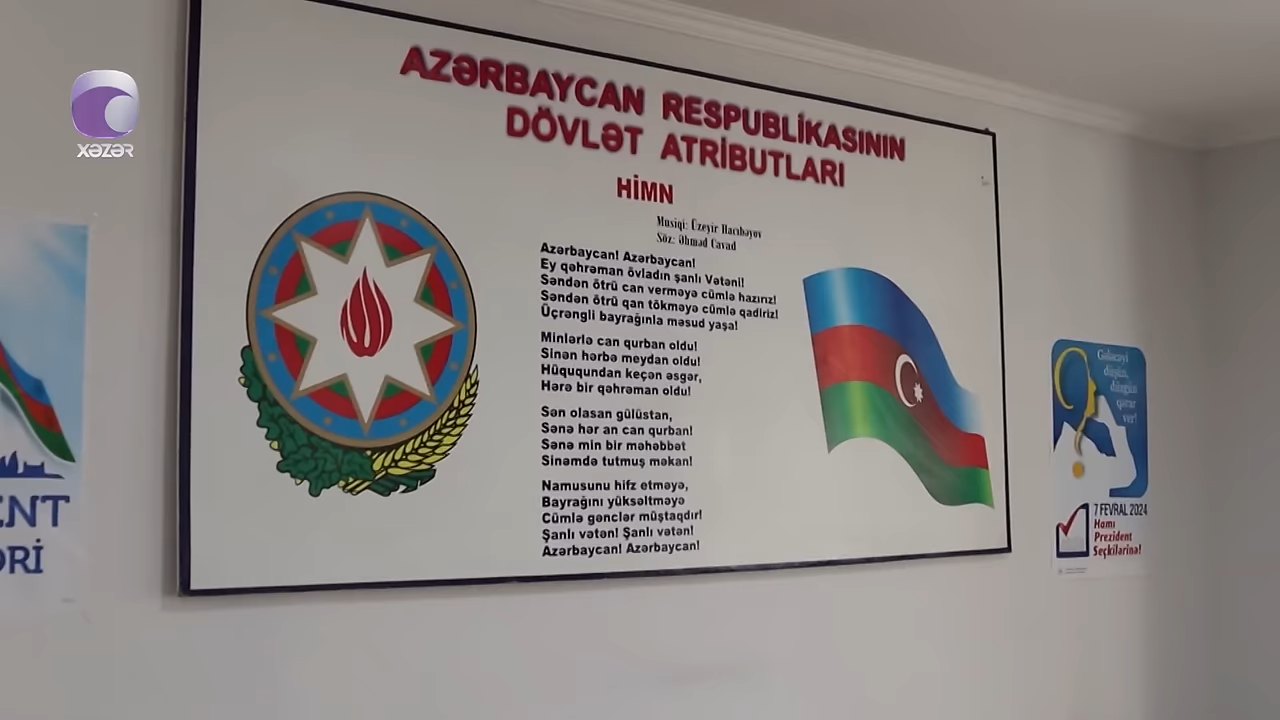 XƏZƏR
AZƏRBAYCAN RESPUBLİKASININ
DÖVLƏT ATRİBUTLARI
HİMN
Musiqi: Üzeyir Hacıbəyov
Söz: Əhməd Cavad
Azərbaycan! Azərbaycan!
Ey qəhrəman övladın şanlı Vətəni!
Səndən ötrü can verməyə cümlə hazırız!
Səndən ötrü qan tökməyə cümlə qadiriz!
Üçrəngli bayrağınla məsud yaşa!
Minlərlə can qurban oldu!
Sinən hərbə meydan oldu!
Hüququndan keçən əsgər,
Hərə bir qəhrəman oldu!
Sən olasan gülüstan,
Sənə hər an can qurban!
Sənə min bir məhəbbət
Sinəmdə tutmuş məkan!
Namusunu hifz etməyə,
Bayrağını yüksəltməyə
Cümlə gənclər müştaqdır!
Şanlı vətən! Şanlı vətən!
Azərbaycan! Azərbaycan!
ENT
ƏRİ
Gələcəyi
düşün,
düzgün
qərar
ver!
7 FEVRAL 2024
Hamı
Prezident
Seçkilərinə!